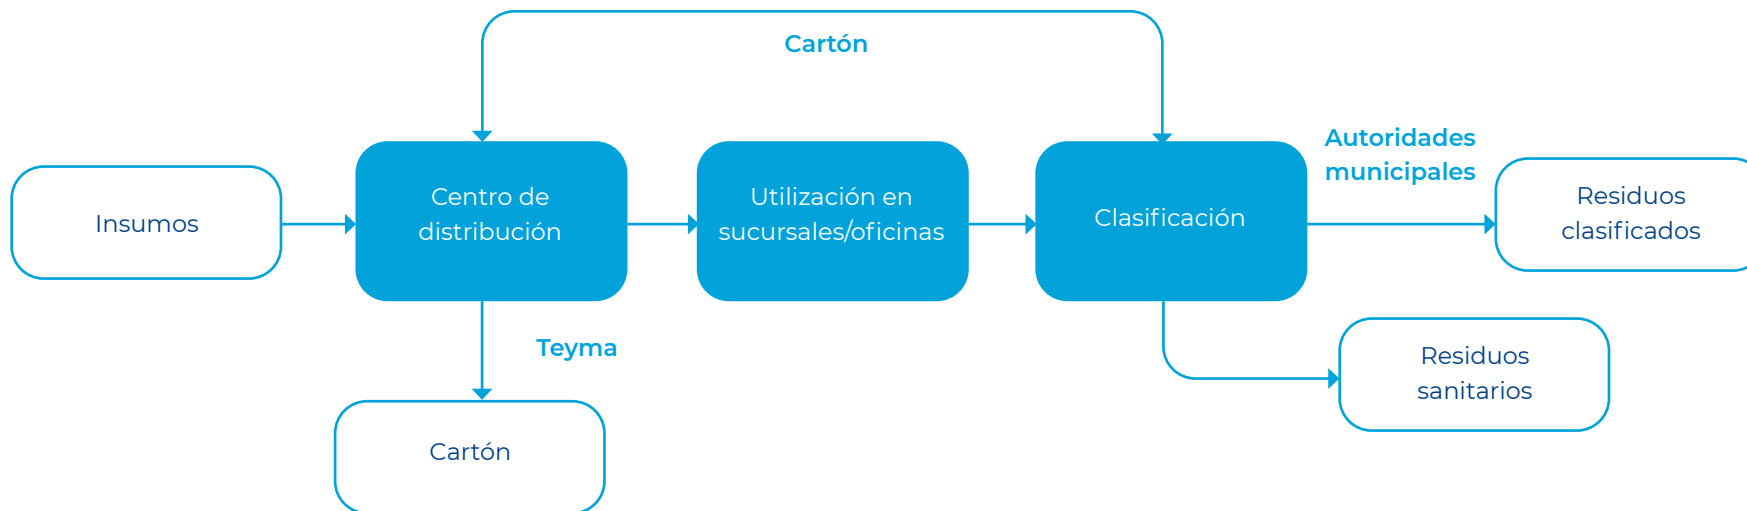 Cartón
Autoridades
municipales
Insumos
Centro de
distribución
Utilización en
sucursales/oficinas
Clasificación
Residuos
clasificados
Teyma
Residuos
sanitarios
Cartón